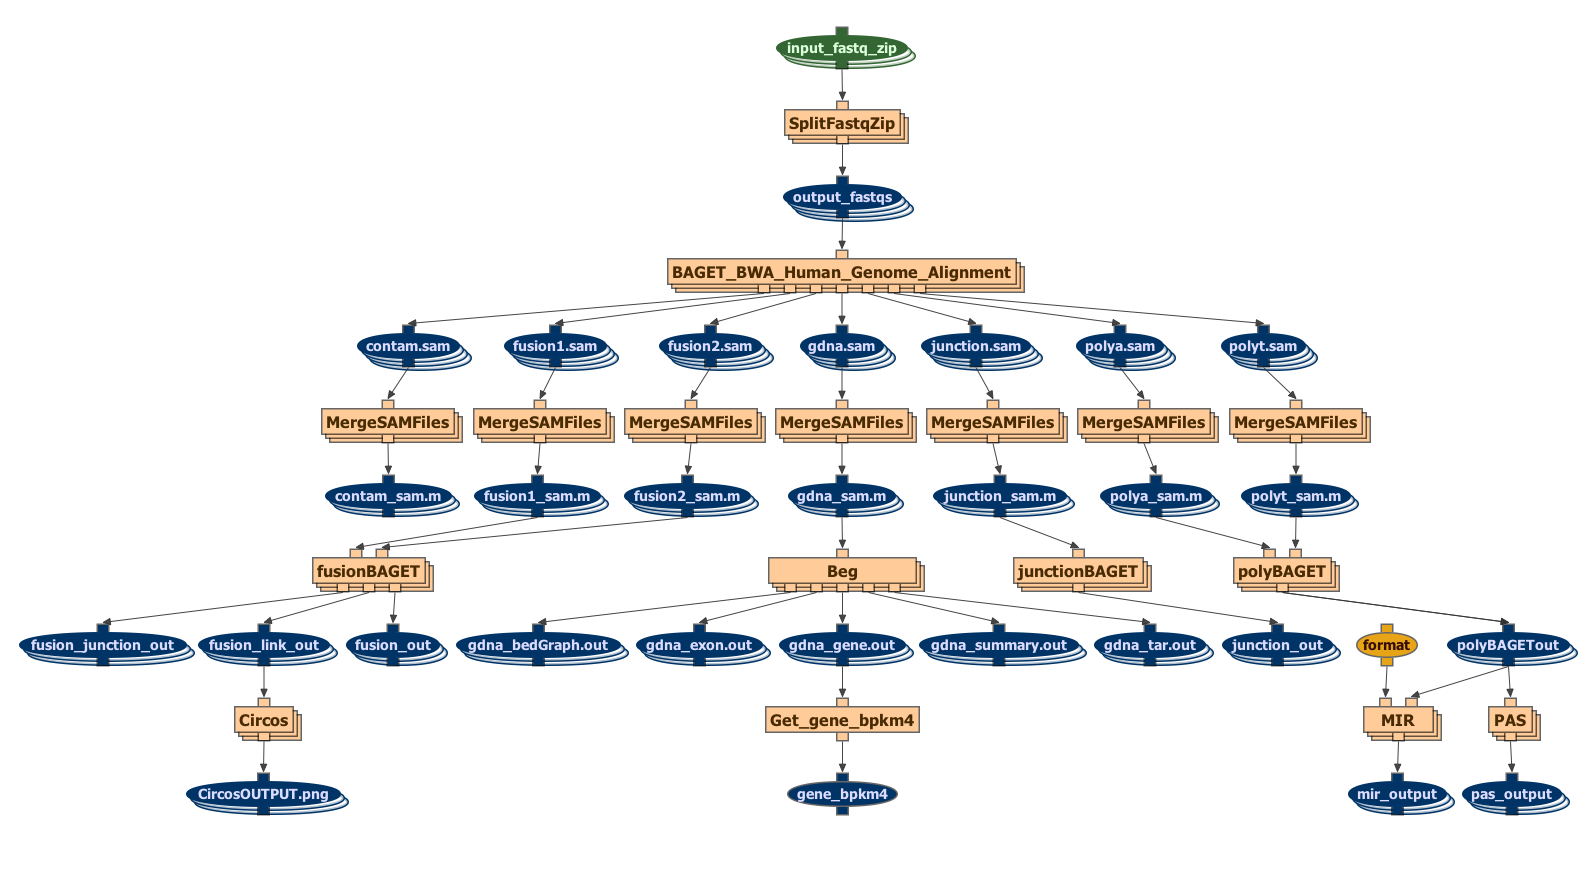 input_fastq_zip
SplitFastqZip
output_fastqs
BAGET_BWA_Human_Genome_Alignment
contam.sam
fusion1.sam
fusion2.sam
gdna.sam
junction.sam
polya.sam
polyt.sam
MergeSAMFiles
MergeSAMFiles
MergeSAMFiles
MergeSAMFiles
MergeSAMFiles
MergeSAMFiles
MergeSAMFiles
contam_sam.m
fusion1_sam.m
fusion2_sam.m
gdna_sam.m
junction_sam.m
polya_sam.m
polyt_sam.m
fusionBAGET
Beg
junctionBAGET
polyBAGET
fusion_junction_out
fusion_link_out
fusion_out
gdna_bedGraph.out
gdna_exon.out
gdna_gene.out
gdna_summary.out
gdna_tar.out
junction_out
format
polyBAGETout
Circos
Get_gene_bpkm4
MIR
PAS
CircosOUTPUT.png
gene_bpkm4
mir_output
pas_output